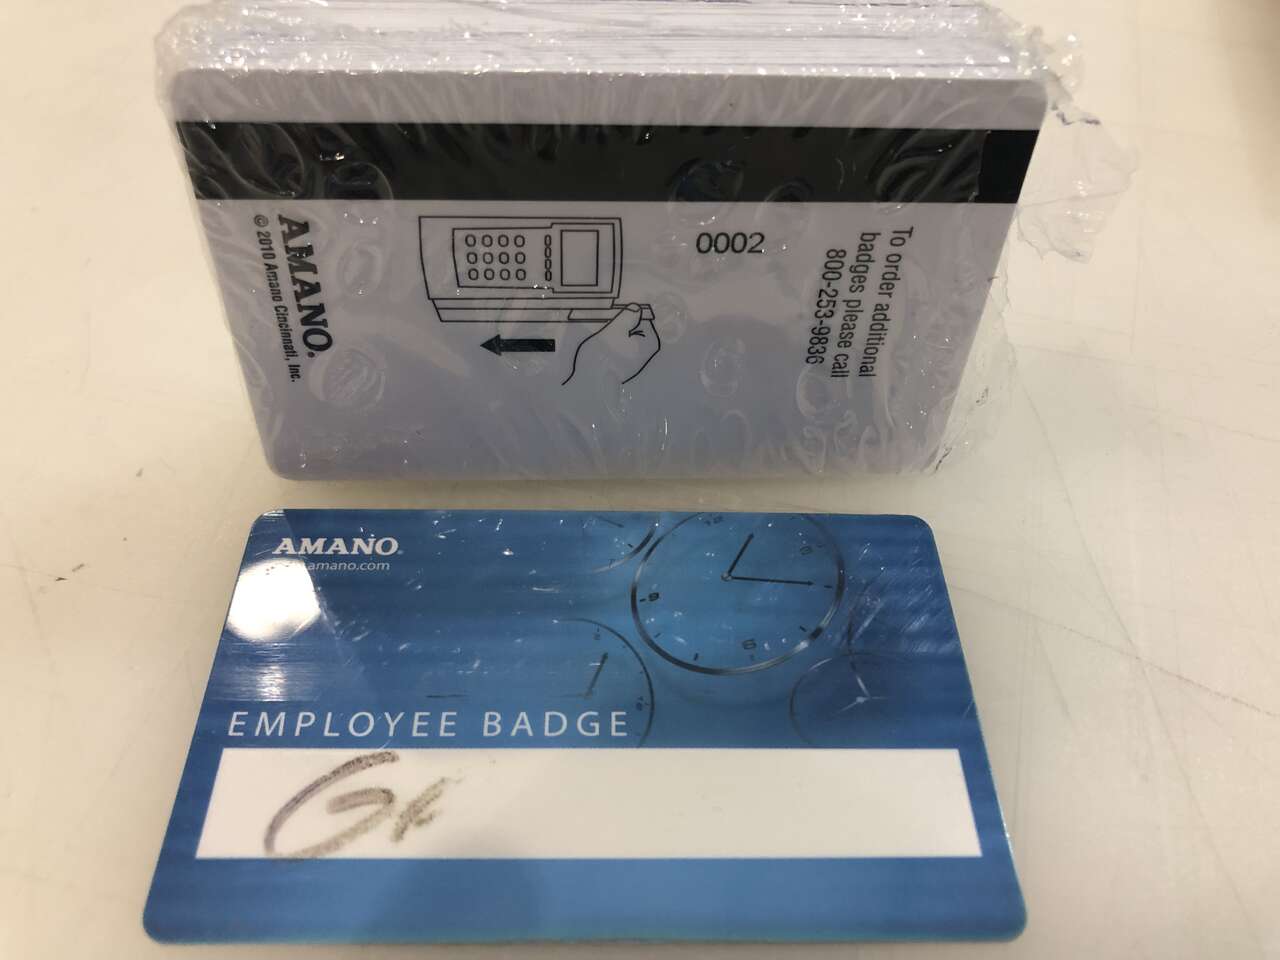 AMANO®
© 2010 Amano Cincinnati, Inc.
0002
To order additional
badges please call
800-253-9836
AMANO®
amano.com
EMPLOYEE BADGE